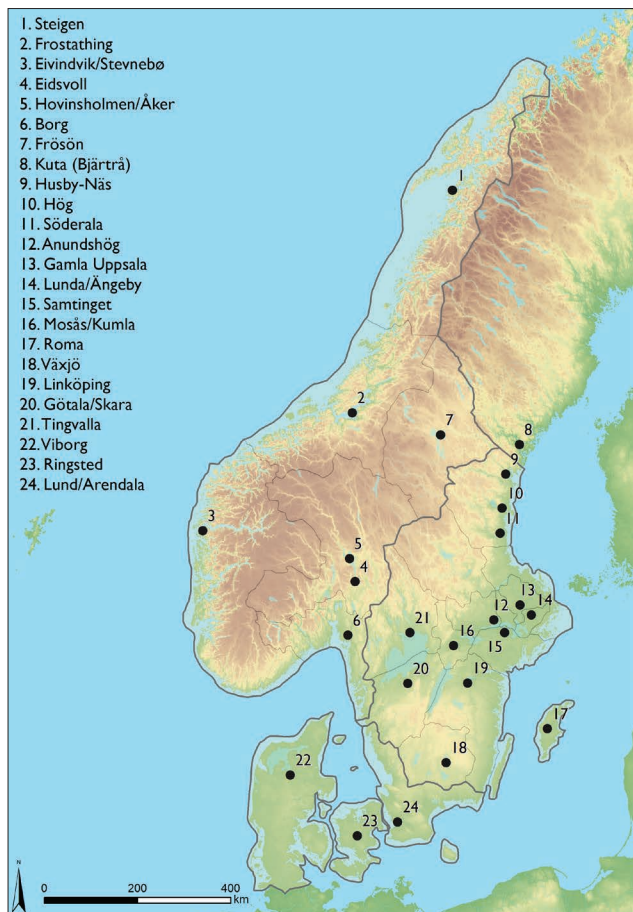 1. Steigen
2. Frostathing
3. Eivindvik/Stevnebø
4. Eidsvoll
5. Hovinsholmen/Åker
6. Borg
7. Frösön
8. Kuta (Bjärtrå)
9. Husby-Näs
10. Hög
11. Söderala
12. Anundshög
13. Gamla Uppsala
14. Lunda/Ängeby
15. Samtinget
16. Mosås/Kumla
17. Roma
18. Växjö
19. Linköping
20. Götala/Skara
21. Tingvalla
22. Viborg
23. Ringsted
24. Lund/Arendala
1
2
7
8
9
10
3
11
5
4
13
12
14
6
21
16
15
20
19
17
18
22
24
23
N
0 200 400
km